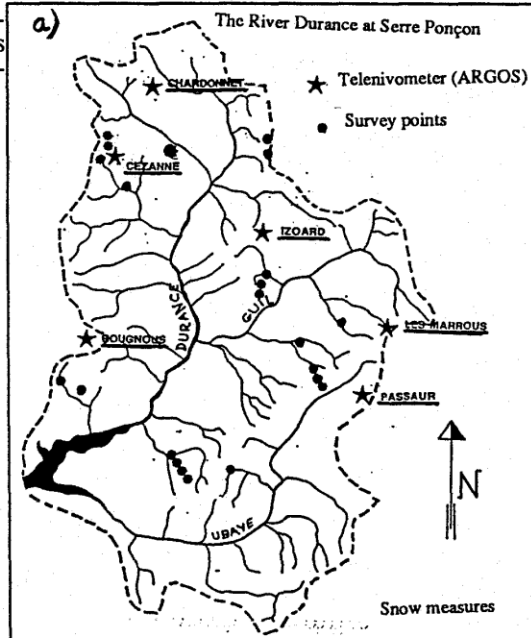 a)
The River Durance at Serre Ponçon
S
CHARDONNET
Telenivometer (ARGOS)
Survey points
CEZANNE
IZOARD
DURANCE
GUIL
BOUGNOUS
LES MARROUS
PASSAUR
N
UBAYE
Snow measures